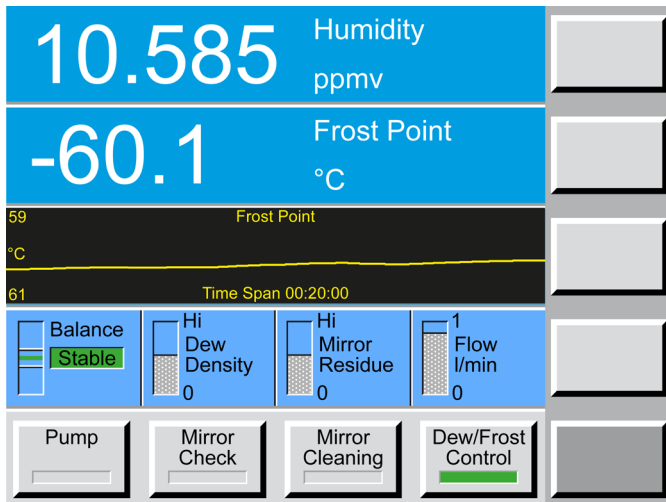 10.585
Humidity
ppmv
-60.1
Frost Point
°C
59
Frost Point
°C
61
Time Span 00:20:00
Balance
Stable
Hi
Dew
Density
0
Hi
Mirror
Residue
0
1
Flow
l/min
0
Pump
Mirror
Check
Mirror
Cleaning
Dew/Frost
Control